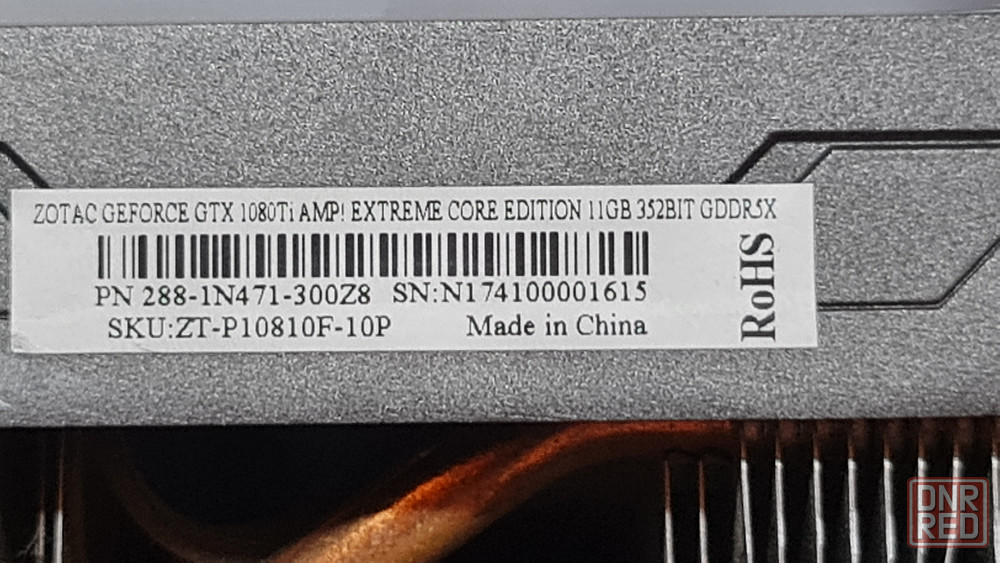 ZOTAC GEFORCE GTX 1080Ti AMP! EXTREME CORE EDITION 11GB 352BIT GDDR5X
PN 288-1N471-300Z8 SN:N174100001615
SKU:ZT-P10810F-10P Made in China
RoHS
DNR
RED